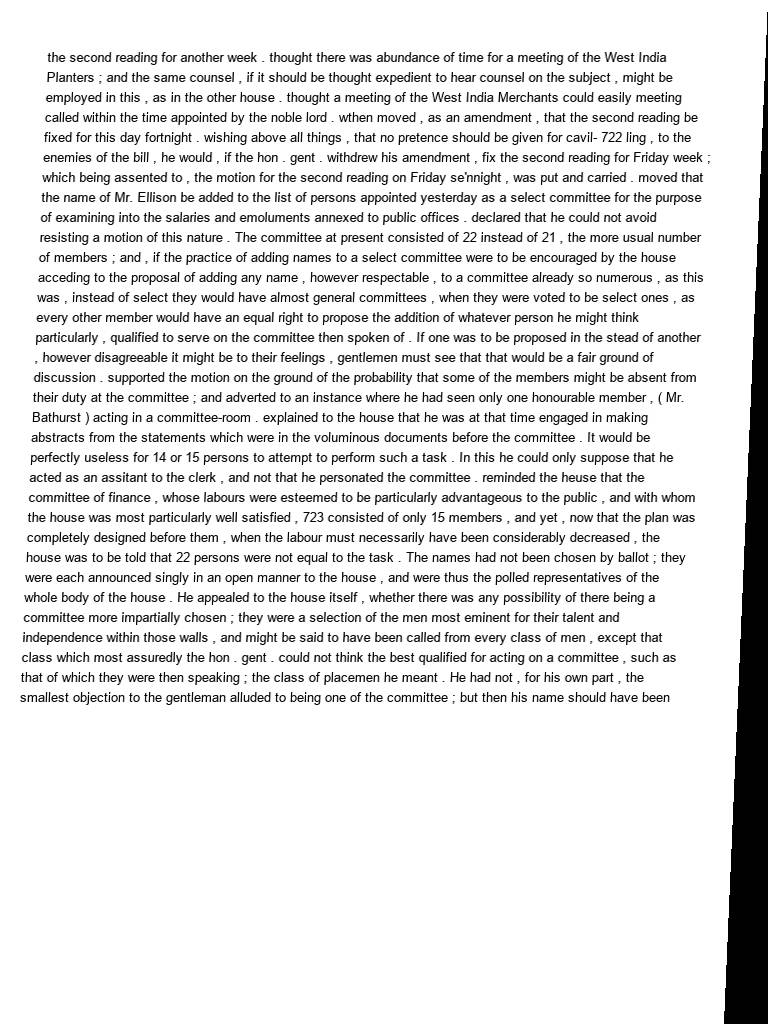 the second reading for another week . thought there was abundance of time for a meeting of the West India
Planters ; and the same counsel , if it should be thought expedient to hear counsel on the subject , might be
employed in this , as in the other house . thought a meeting of the West India Merchants could easily meeting
called within the time appointed by the noble lord . wthen moved , as an amendment , that the second reading be
fixed for this day fortnight . wishing above all things , that no pretence should be given for cavil- 722 ling , to the
enemies of the bill , he would , if the hon . gent . withdrew his amendment , fix the second reading for Friday week ;
which being assented to , the motion for the second reading on Friday se'nnight , was put and carried . moved that
the name of Mr. Ellison be added to the list of persons appointed yesterday as a select committee for the purpose
of examining into the salaries and emoluments annexed to public offices . declared that he could not avoid
resisting a motion of this nature . The committee at present consisted of 22 instead of 21 , the more usual number
of members ; and , if the practice of adding names to a select committee were to be encouraged by the house
acceding to the proposal of adding any name , however respectable , to a committee already so numerous , as this
was , instead of select they would have almost general committees , when they were voted to be select ones , as
every other member would have an equal right to propose the addition of whatever person he might think
particularly , qualified to serve on the committee then spoken of . If one was to be proposed in the stead of another
, however disagreeable it might be to their feelings , gentlemen must see that that would be a fair ground of
discussion . supported the motion on the ground of the probability that some of the members might be absent from
their duty at the committee ; and adverted to an instance where he had seen only one honourable member , ( Mr.
Bathurst ) acting in a committee-room . explained to the house that he was at that time engaged in making
abstracts from the statements which were in the voluminous documents before the committee . It would be
perfectly useless for 14 or 15 persons to attempt to perform such a task . In this he could only suppose that he
acted as an assitant to the clerk , and not that he personated the committee . reminded the heuse that the
committee of finance , whose labours were esteemed to be particularly advantageous to the public , and with whom
the house was most particularly well satisfied , 723 consisted of only 15 members , and yet , now that the plan was
completely designed before them , when the labour must necessarily have been considerably decreased , the
house was to be told that 22 persons were not equal to the task . The names had not been chosen by ballot ; they
were each announced singly in an open manner to the house , and were thus the polled representatives of the
whole body of the house . He appealed to the house itself , whether there was any possibility of there being a
committee more impartially chosen ; they were a selection of the men most eminent for their talent and
independence within those walls , and might be said to have been called from every class of men , except that
class which most assuredly the hon . gent . could not think the best qualified for acting on a committee , such as
that of which they were then speaking ; the class of placemen he meant . He had not , for his own part , the
smallest objection to the gentleman alluded to being one of the committee ; but then his name should have been